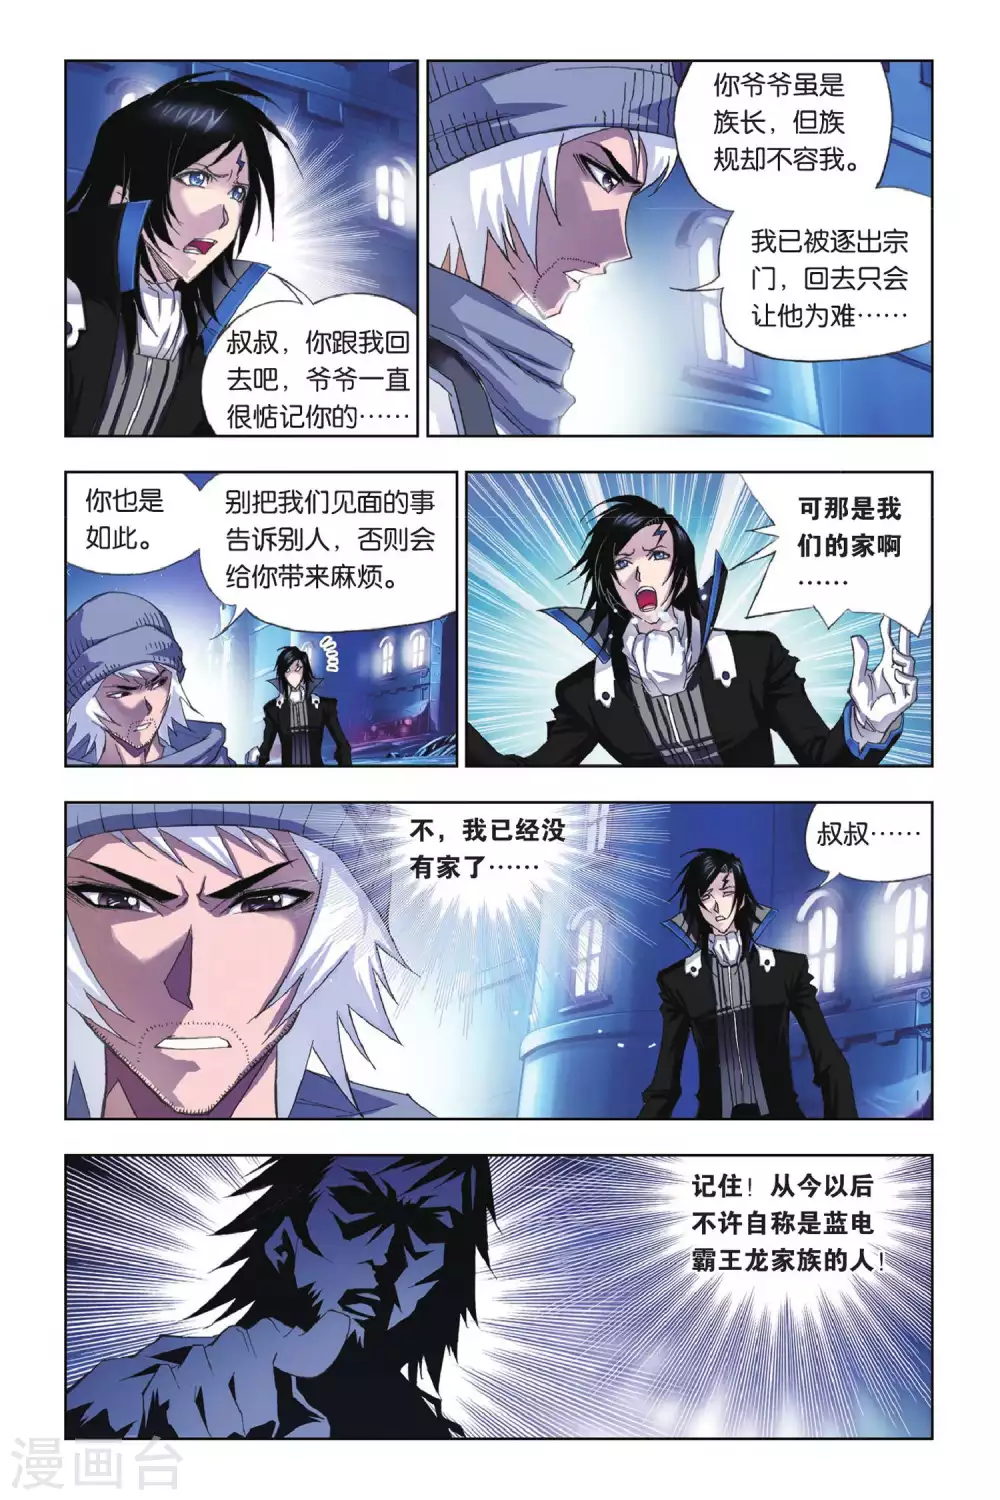 叔叔，你跟我回
去吧，爷爷一直
很惦记你的……
你爷爷虽是
族长，但族
规却不容我。
我已被逐出宗
门，回去只会
让他为难……
你也是
如此。
别把我们见面的事
告诉别人，否则会
给你带来麻烦。
可那是我
们的家啊
……
不，我已经没
有家了……
叔叔……
记住！从今以后
不许自称是蓝电
霸王龙家族的人！
漫画台